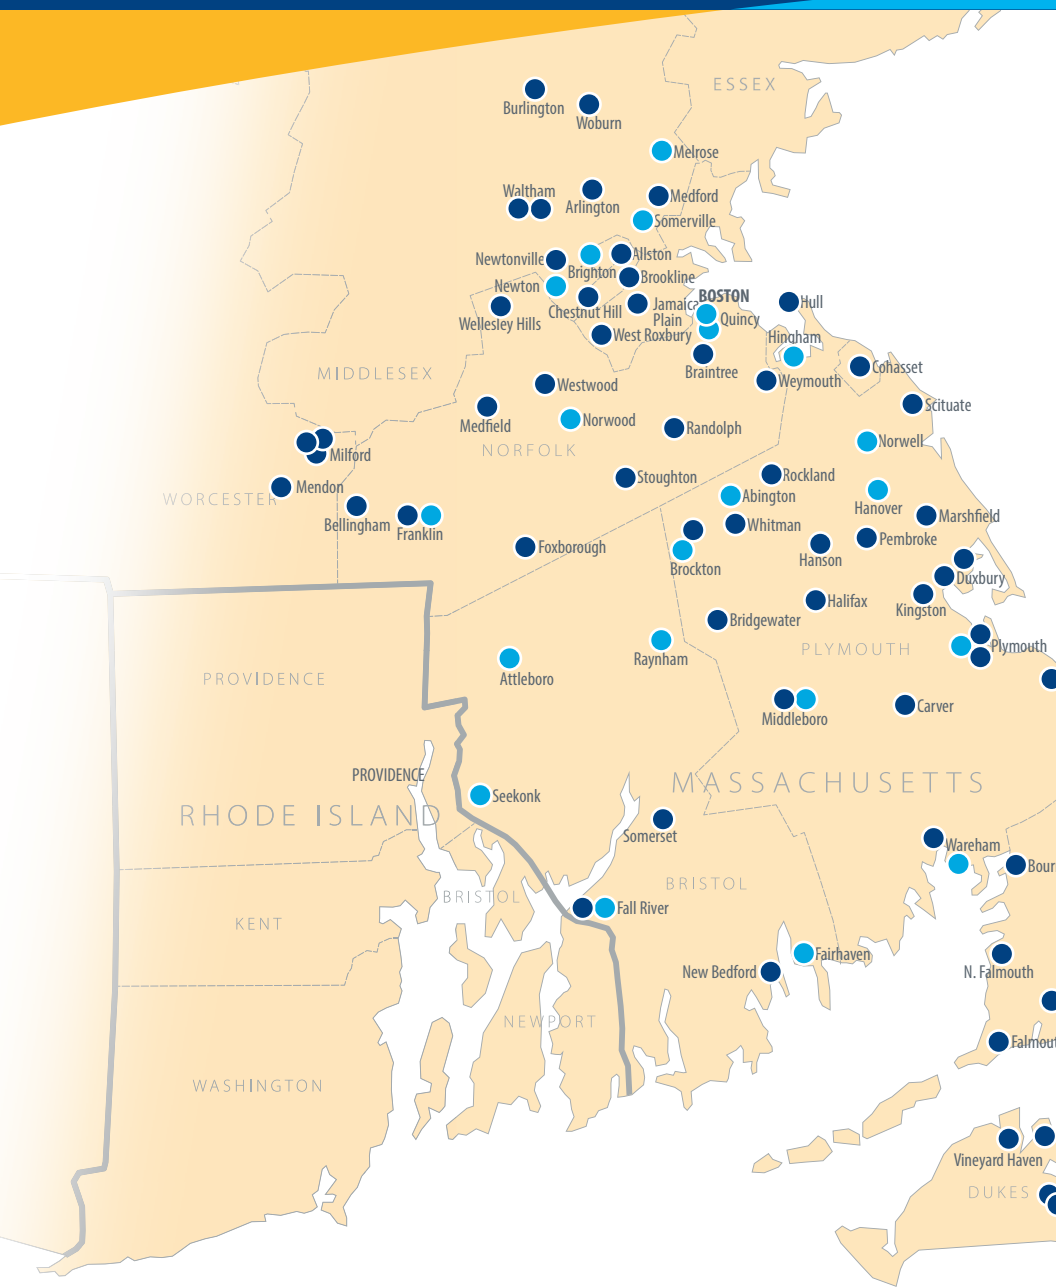 ESSEX
Burlington
Woburn
Melrose
Waltham
Arlington
Medford
Somerville
Newtonville
Brighton
Allston
Newton
Brookline
BOSTON
Chestnut Hill
Jamaica
Plain
Quincy
Hull
Wellesley Hills
West Roxbury
Hingham
MIDDLESEX
Westwood
Braintree
Weymouth
Cohasset
Scituate
Medfield
Norwood
Randolph
NORFOLK
Norwell
Milford
Mendon
WORCESTER
Stoughton
Rockland
Abington
Hanover
Bellingham
Franklin
Whitman
Marshfield
Foxborough
Brockton
Hanson
Pembroke
Duxbury
Halifax
Kingston
Bridgewater
PLYMOUTH
Plymouth
Raynham
Attleboro
PROVIDENCE
Middleboro
Carver
PROVIDENCE
MASSACHUSETTS
Seekonk
RHODE ISLAND
Somerset
Wareham
Bour
BRISTOL
BRISTOL
Fall River
KENT
Fairhaven
New Bedford
N. Falmouth
NEWPORT
Falmout
WASHINGTON
Vineyard Haven
DUKES